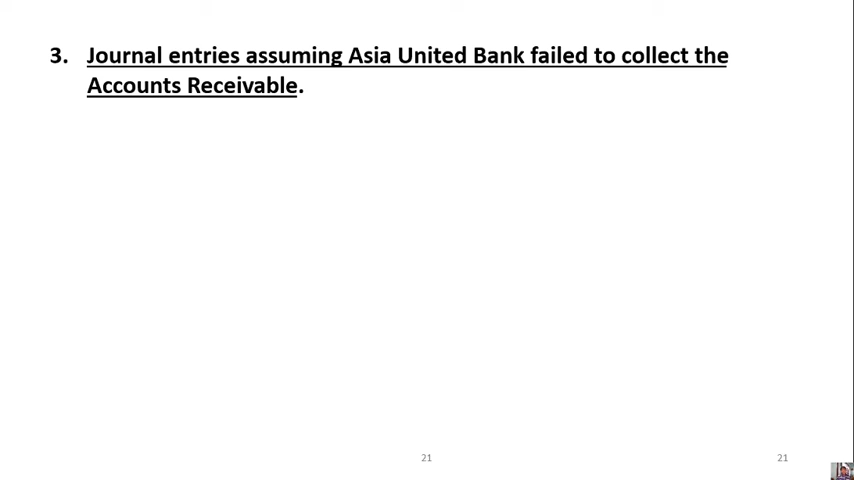 3. Journal entries assuming Asia United Bank failed to collect the
Accounts Receivable.
21
21